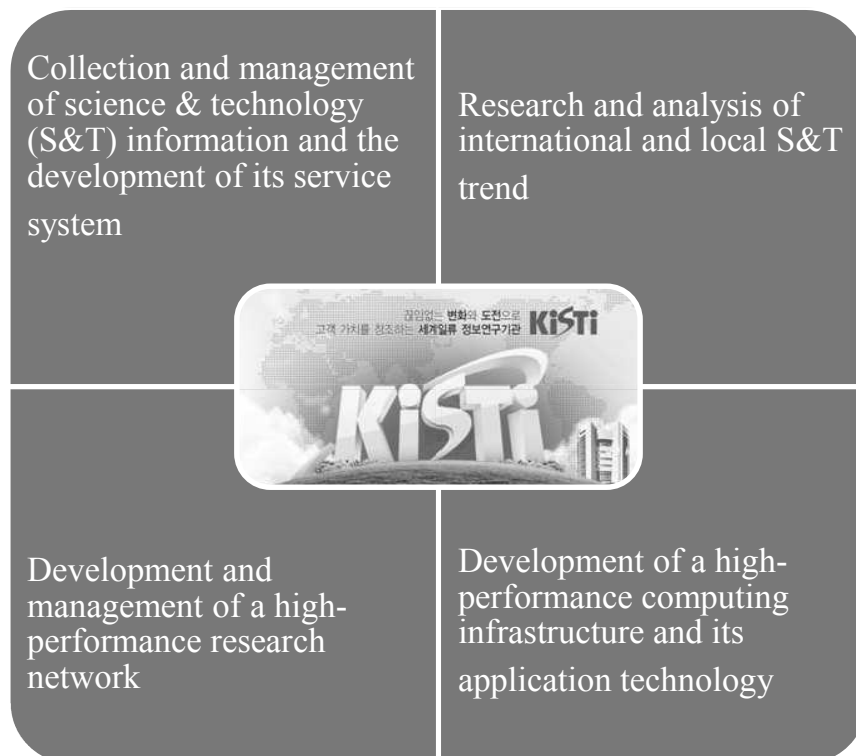 Collection and management
of science & technology
(S&T) information and the
development of its service
system
Research and analysis of
international and local S&T
trend
끊임없는 변화와 도전으로
고객 가치를 창조하는 세계일류 정보연구기관 KiSTi
KiSTi
Development and
management of a high-
performance research
network
Development of a high-
performance computing
infrastructure and its
application technology